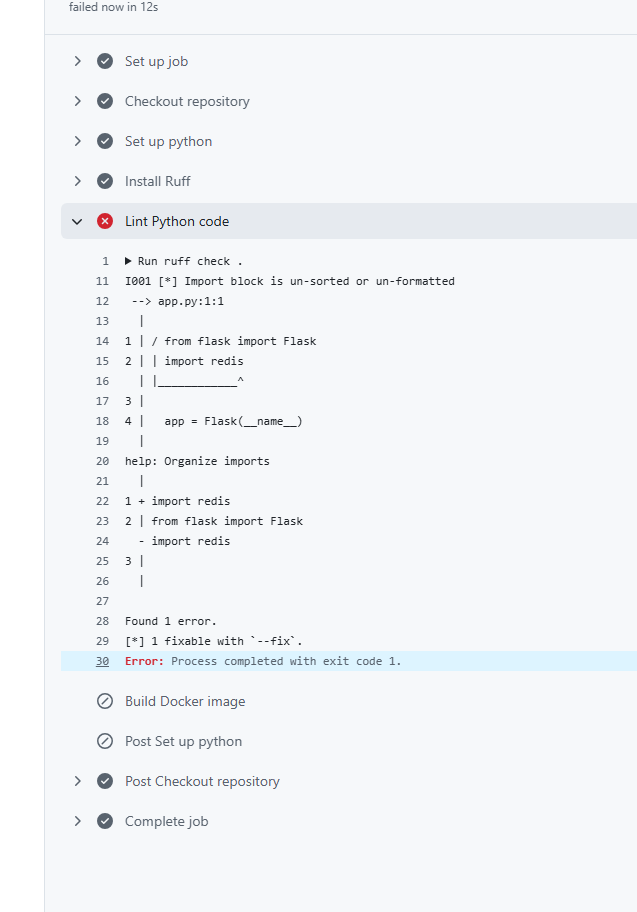 failed now in 12s
Set up job
Checkout repository
Set up python
Install Ruff
Lint Python code
1 ▶ Run ruff check .
11 I001 [*] Import block is un-sorted or un-formatted
12  --> app.py:1:1
13   |
14 1 | / from flask import Flask
15 2 | | import redis
16   | |____________^
17 3 |
18 4 |   app = Flask(__name__)
19   |
20 help: Organize imports
21   |
22 1 + import redis
23 2 | from flask import Flask
24   - import redis
25 3 |
26   |
27
28 Found 1 error.
29 [*] 1 fixable with `--fix`.
30 Error: Process completed with exit code 1.
Build Docker image
Post Set up python
Post Checkout repository
Complete job